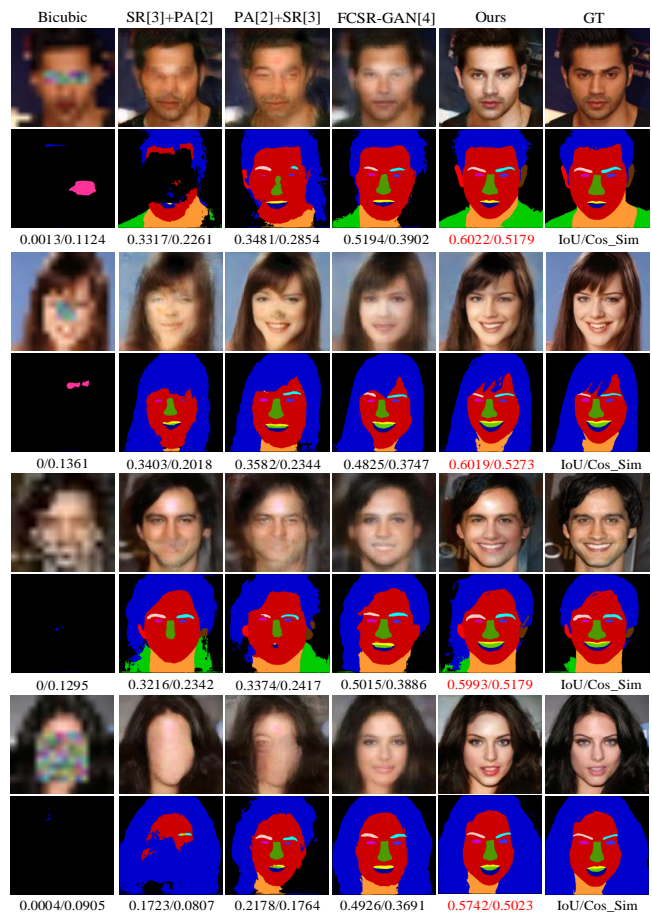 Bicubic SR[3]+PA[2] PA[2]+SR[3] FCSR-GAN[4] Ours GT
0.0013/0.1124 0.3317/0.2261 0.3481/0.2854 0.5194/0.3902 0.6022/0.5179 IoU/Cos_Sim
0/0.1361 0.3403/0.2018 0.3582/0.2344 0.4825/0.3747 0.6019/0.5273 IoU/Cos_Sim
0/0.1295 0.3216/0.2342 0.3374/0.2417 0.5015/0.3886 0.5993/0.5179 IoU/Cos_Sim
0.0004/0.0905 0.1723/0.0807 0.2178/0.1764 0.4926/0.3691 0.5742/0.5023 IoU/Cos_Sim